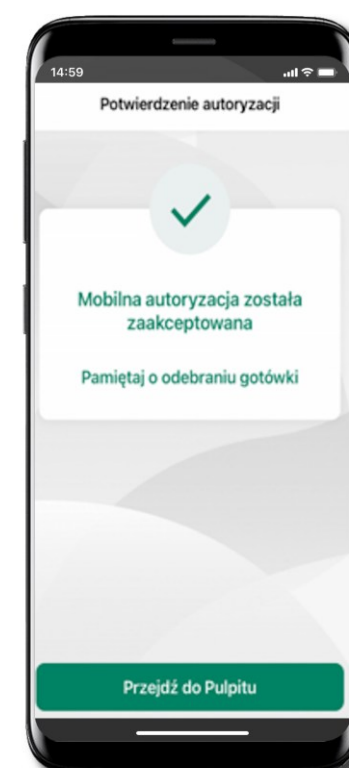 14:59
Potwierdzenie autoryzacji
Mobilna autoryzacja została
zaakceptowana
Pamiętaj o odebraniu gotówki
Przejdź do Pulpitu